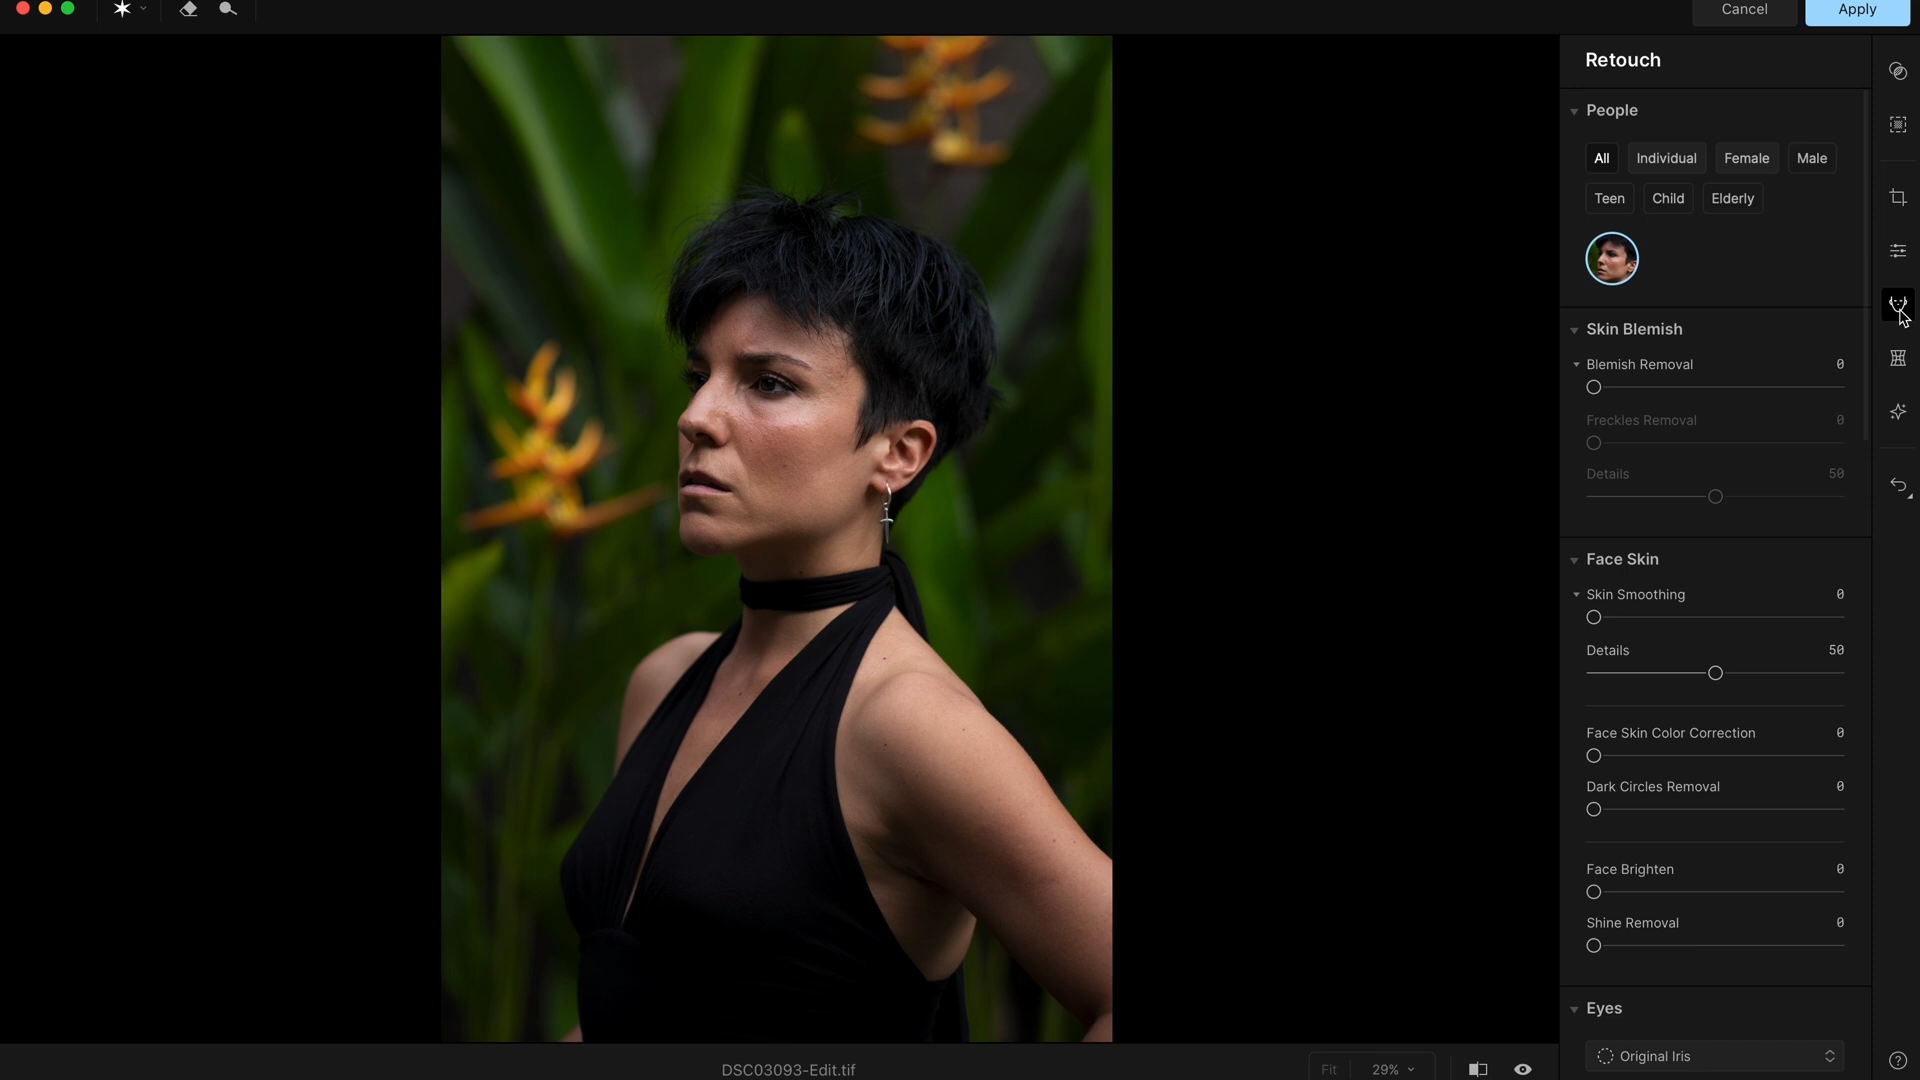 Cancel
Apply
Retouch
People
All
Individual
Female
Male
Teen
Child
Elderly
Skin Blemish
Blemish Removal
0
Freckles Removal
0
Details
50
Face Skin
Skin Smoothing
0
Details
50
Face Skin Color Correction
0
Dark Circles Removal
0
Face Brighten
0
Shine Removal
0
Eyes
Original Iris
DSC03093-Edit.tif
Fit
29%